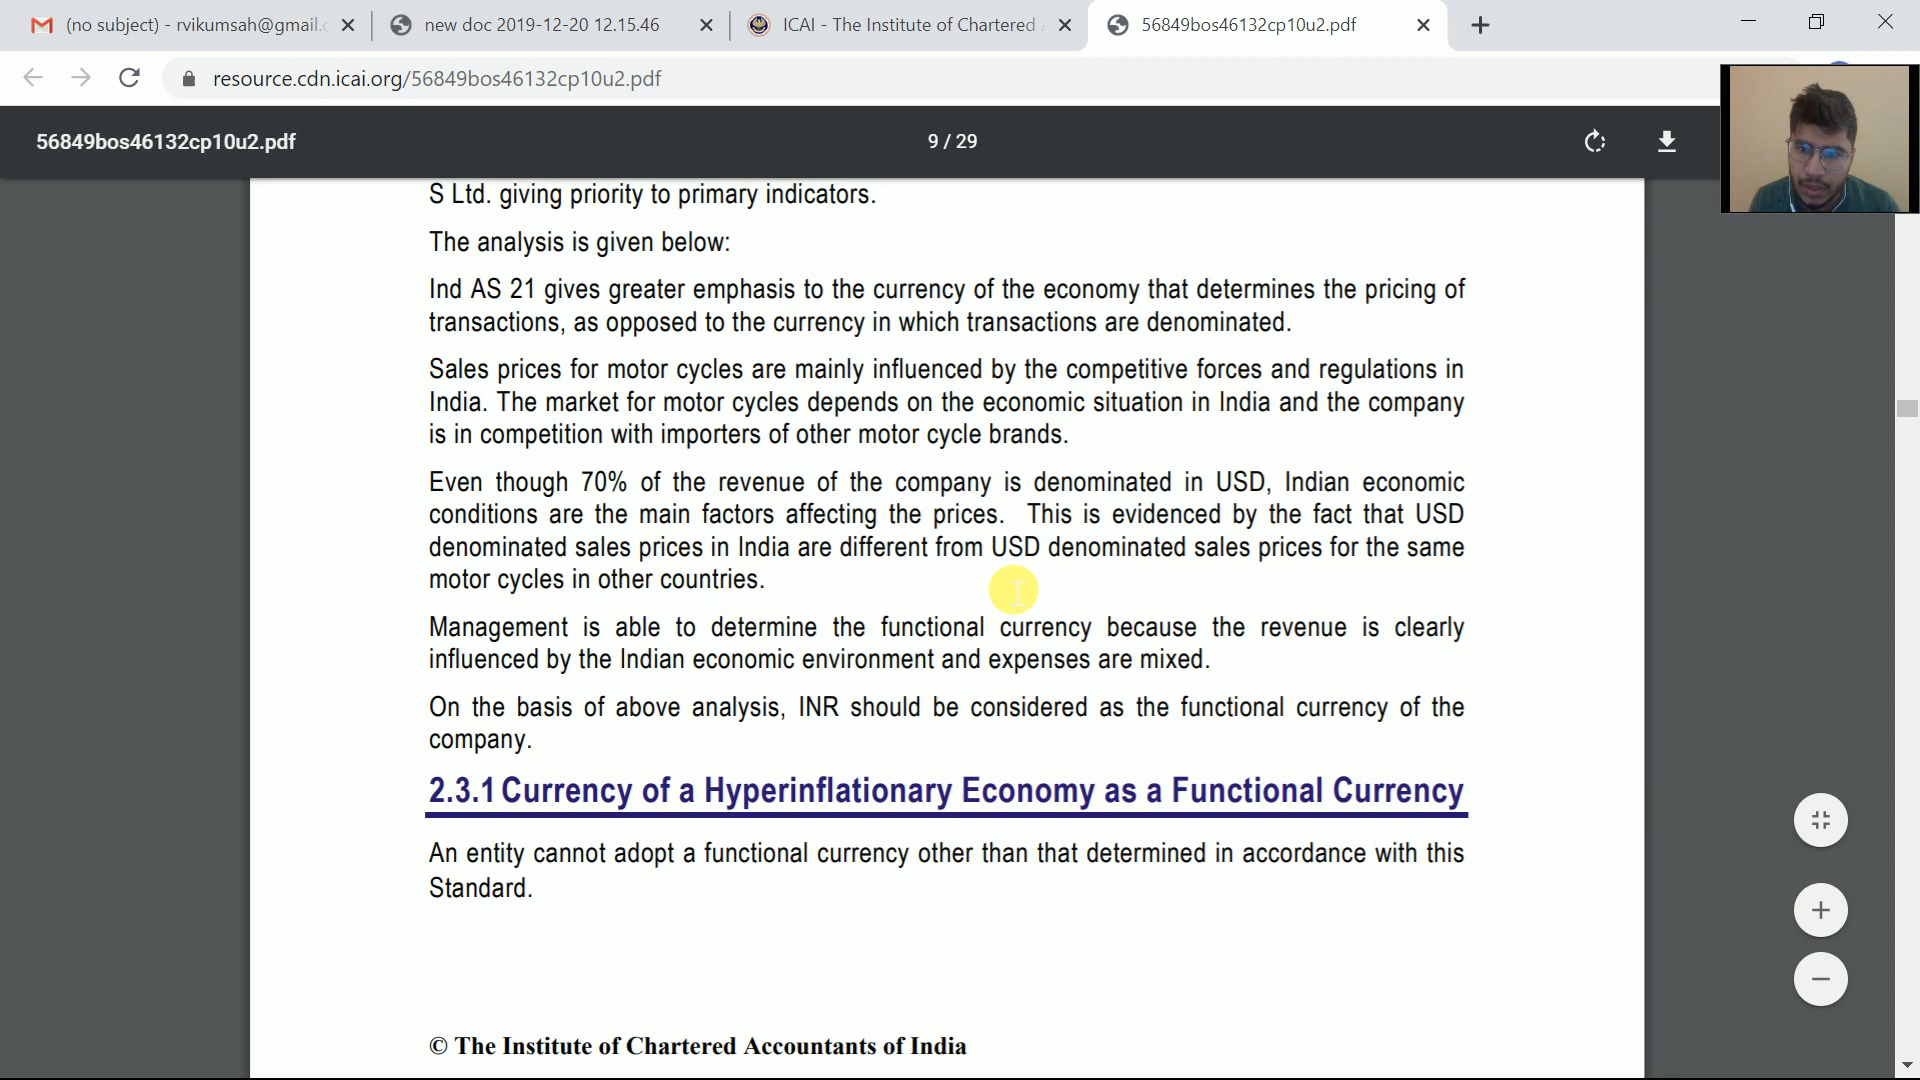 (no subject) - rvikumsah@gmail.c
new doc 2019-12-20 12.15.46
ICAI - The Institute of Chartered A
56849bos46132cp10u2.pdf
resource.cdn.icai.org/56849bos46132cp10u2.pdf
56849bos46132cp10u2.pdf
9 / 29
S Ltd. giving priority to primary indicators.
The analysis is given below:
Ind AS 21 gives greater emphasis to the currency of the economy that determines the pricing of
transactions, as opposed to the currency in which transactions are denominated.
Sales prices for motor cycles are mainly influenced by the competitive forces and regulations in
India. The market for motor cycles depends on the economic situation in India and the company
is in competition with importers of other motor cycle brands.
Even though 70% of the revenue of the company is denominated in USD, Indian economic
conditions are the main factors affecting the prices. This is evidenced by the fact that USD
denominated sales prices in India are different from USD denominated sales prices for the same
motor cycles in other countries.
Management is able to determine the functional currency because the revenue is clearly
influenced by the Indian economic environment and expenses are mixed.
On the basis of above analysis, INR should be considered as the functional currency of the
company.
2.3.1 Currency of a Hyperinflationary Economy as a Functional Currency
An entity cannot adopt a functional currency other than that determined in accordance with this
Standard.
© The Institute of Chartered Accountants of India